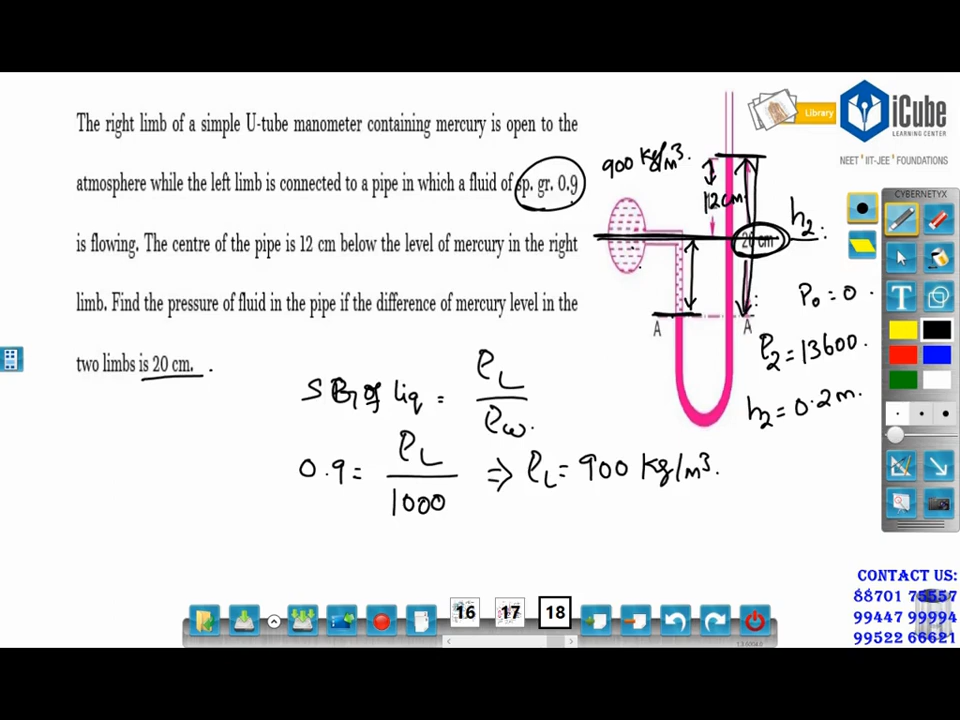 The right limb of a simple U-tube manometer containing mercury is open to the
atmosphere while the left limb is connected to a pipe in which a fluid of sp. gr. 0.9
is flowing. The centre of the pipe is 12 cm below the level of mercury in the right
limb. Find the pressure of fluid in the pipe if the difference of mercury level in the
two limbs is 20 cm.
900 kg/m³.
12cm
20 cm
h₂
A
A
P₀ = 0
ρ₂ = 13600
h₂ = 0.2m.
liq = ρL / ρω
0.9 = ρL / 1000 ⇒ ρL = 900 kg/m³.
Library
iCube
LEARNING CENTER
NEET ' IIT-JEE ' FOUNDATIONS
CYBERNETYX
T
16
17
18
CONTACT US:
88701 75557
99447 99994
99522 66621